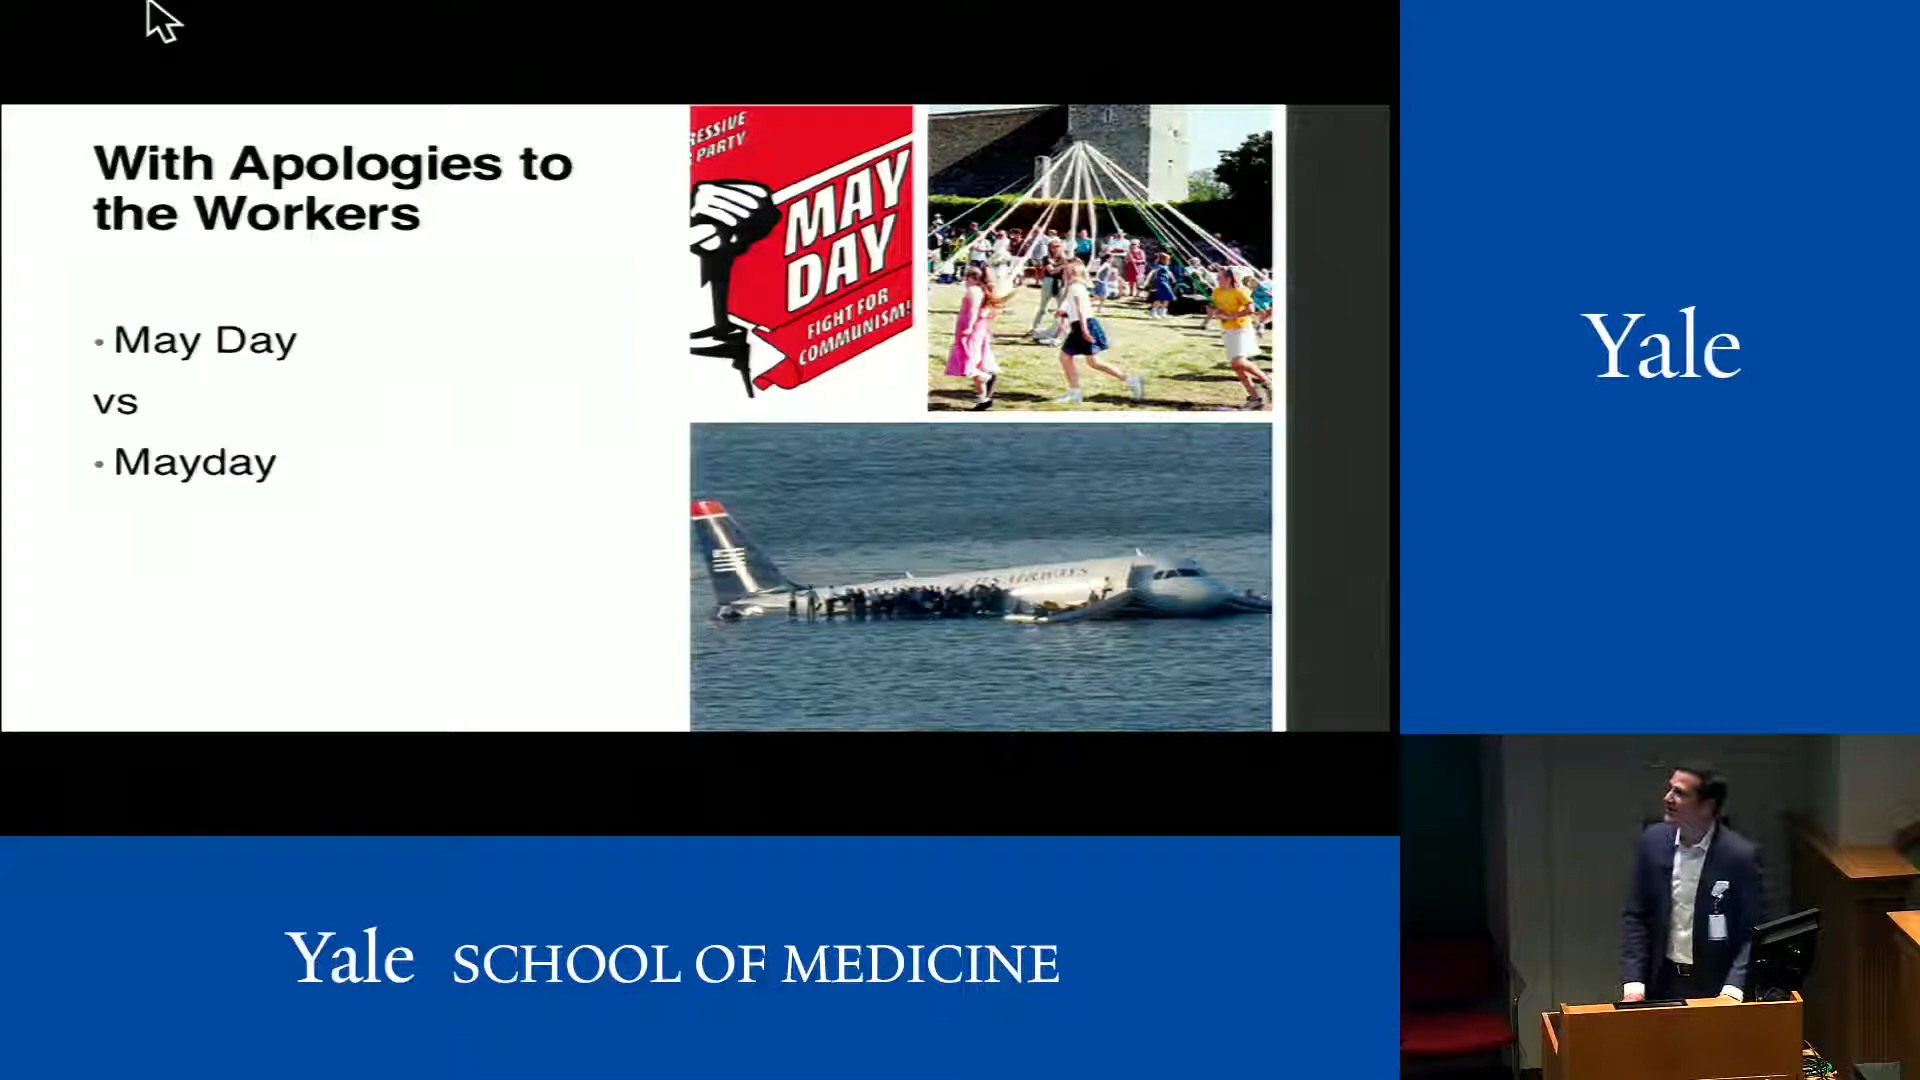 With Apologies to
the Workers
• May Day
vs
• Mayday
RESSIVE
PARTY
MAY
DAY
FIGHT FOR
COMMUNISM!
US AIRWAYS
Yale
Yale SCHOOL OF MEDICINE